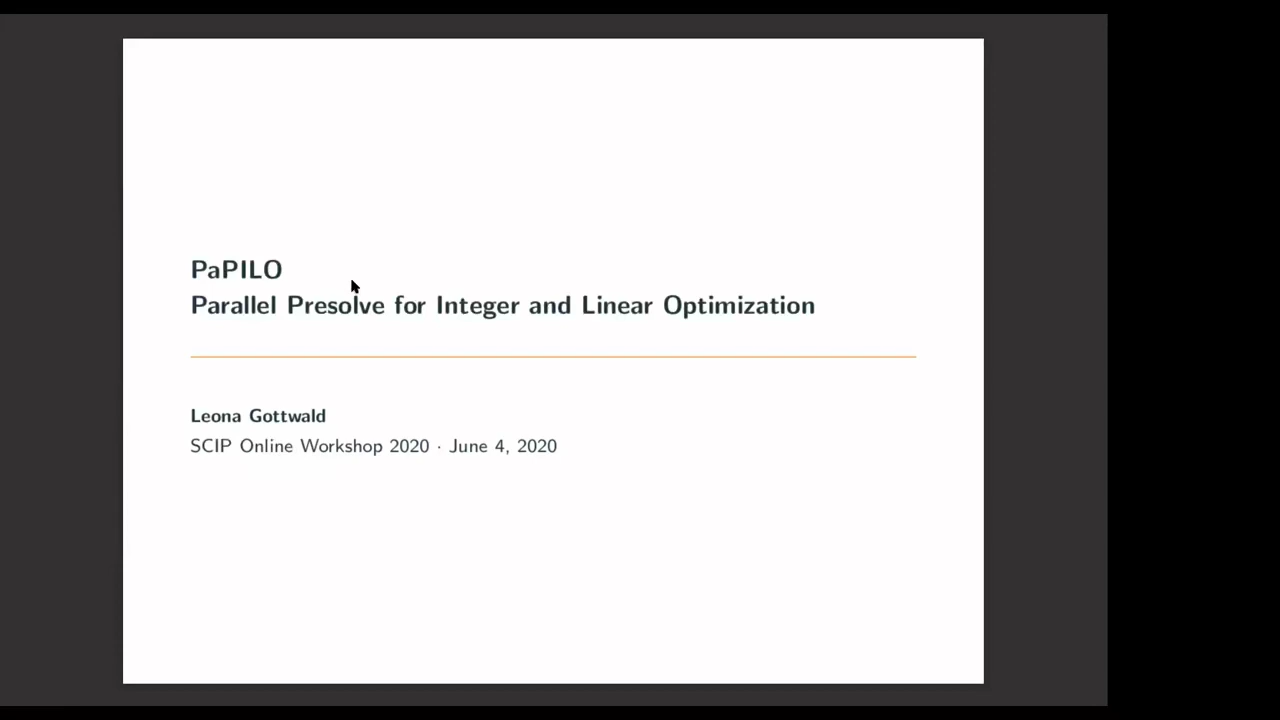 PaPILO
Parallel Presolve for Integer and Linear Optimization
Leona Gottwald
SCIP Online Workshop 2020 · June 4, 2020